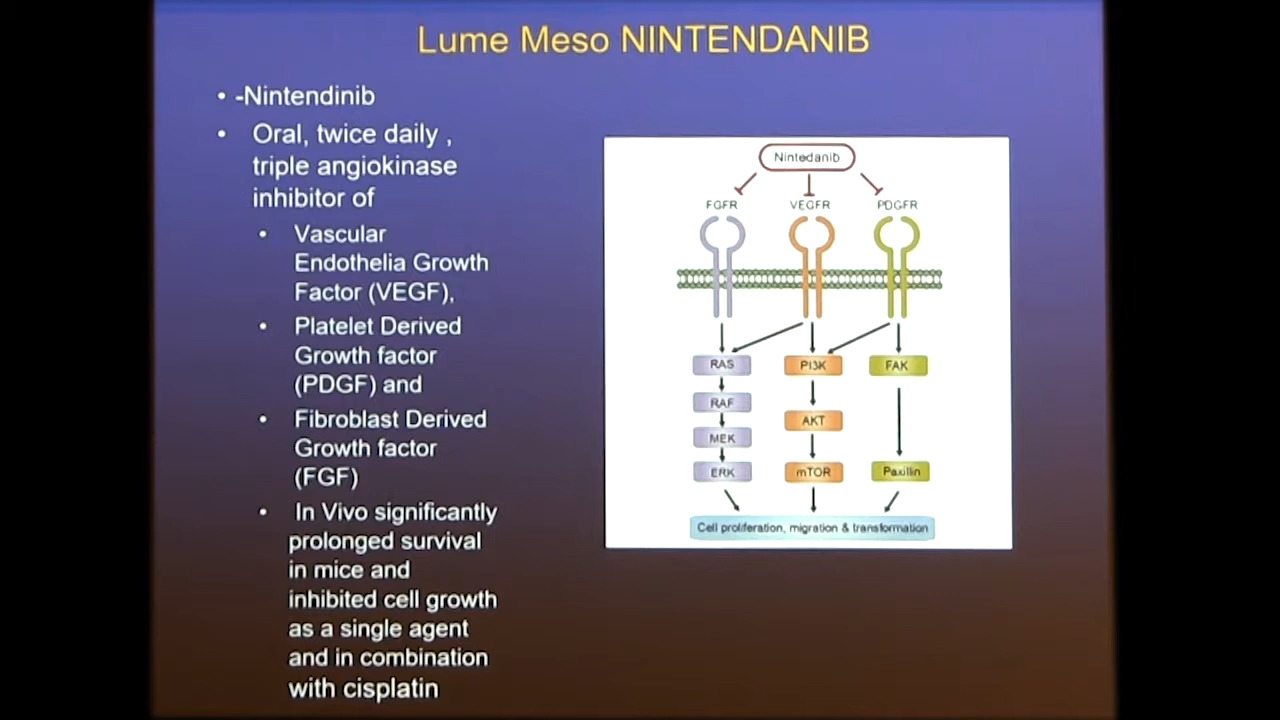 Lume Meso NINTENDANIB
• -Nintendinib
• Oral, twice daily ,
triple angiokinase
inhibitor of
• Vascular
Endothelia Growth
Factor (VEGF),
• Platelet Derived
Growth factor
(PDGF) and
• Fibroblast Derived
Growth factor
(FGF)
• In Vivo significantly
prolonged survival
in mice and
inhibited cell growth
as a single agent
and in combination
with cisplatin
Nintedanib
FGFR VEGFR PDGFR
RAS PI3K FAK
RAF
AKT
MEK
ERK mTOR Paxillin
Cell proliferation, migration & transformation